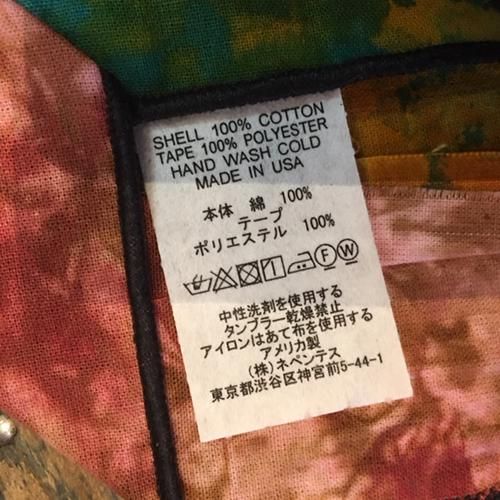 SHELL 100% COTTON
TAPE 100% POLYESTER
HAND WASH COLD
MADE IN USA
本体 綿 100%
テープ
ポリエステル 100%
F W
中性洗剤を使用する
タンブラー乾燥禁止
アイロンはあて布を使用する
アメリカ製
(株)ネペンテス
東京都渋谷区神宮前5-44-1